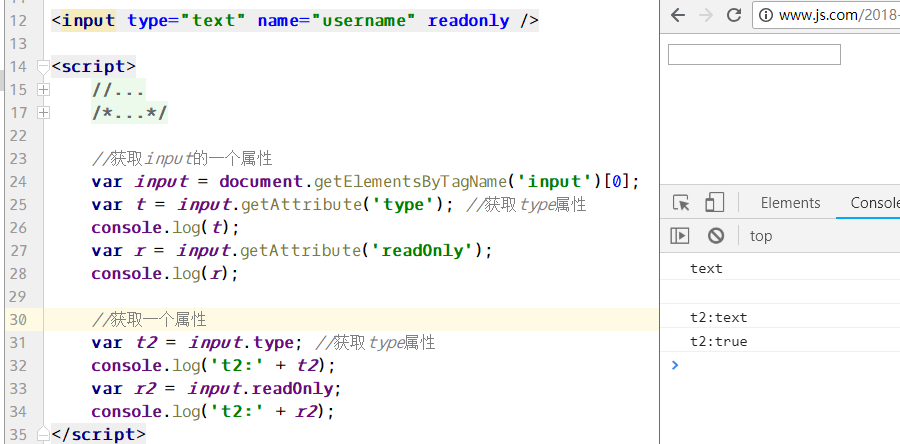 11
12 <input type="text" name="username" readonly />
13
14 <script>
15 //...
17 /*...*/
22
23 //获取input的一个属性
24 var input = document.getElementsByTagName('input')[0];
25 var t = input.getAttribute('type'); //获取type属性
26 console.log(t);
27 var r = input.getAttribute('readOnly');
28 console.log(r);
29
30 //获取一个属性
31 var t2 = input.type; //获取type属性
32 console.log('t2:' + t2);
33 var r2 = input.readOnly;
34 console.log('t2:' + r2);
35 </script>
www.js.com/2018-
Elements Console
top
text
t2:text
t2:true